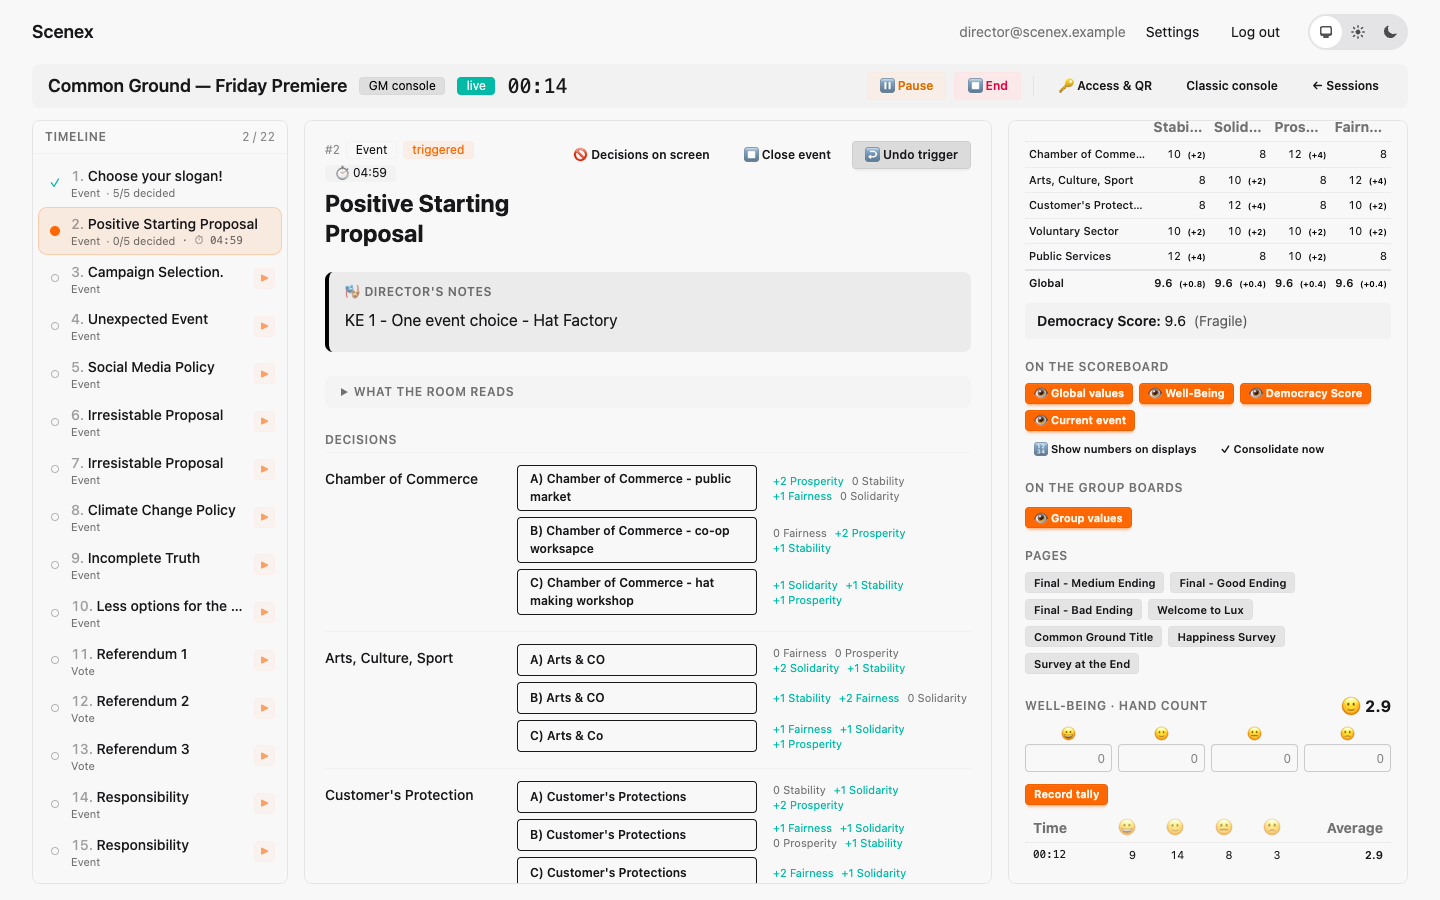 Scenex
director@scenex.example Settings Log out
Common Ground — Friday Premiere GM console live 00:14 Pause End Access & QR Classic console ← Sessions
TIMELINE 2 / 22
✓ 1. Choose your slogan!
Event · 5/5 decided
2. Positive Starting Proposal
Event · 0/5 decided · 04:59
3. Campaign Selection.
Event
4. Unexpected Event
Event
5. Social Media Policy
Event
6. Irresistable Proposal
Event
7. Irresistable Proposal
Event
8. Climate Change Policy
Event
9. Incomplete Truth
Event
10. Less options for the ...
Event
11. Referendum 1
Vote
12. Referendum 2
Vote
13. Referendum 3
Vote
14. Responsibility
Event
15. Responsibility
Event
#2 Event triggered
04:59
Decisions on screen Close event Undo trigger
Positive Starting
Proposal
DIRECTOR'S NOTES
KE 1 - One event choice - Hat Factory
WHAT THE ROOM READS
DECISIONS
Chamber of Commerce
A) Chamber of Commerce - public
market
+2 Prosperity 0 Stability
+1 Fairness 0 Solidarity
B) Chamber of Commerce - co-op
worksapce
0 Fairness +2 Prosperity
+1 Stability
C) Chamber of Commerce - hat
making workshop
+1 Solidarity +1 Stability
+1 Prosperity
Arts, Culture, Sport
A) Arts & CO
0 Fairness 0 Prosperity
+2 Solidarity +1 Stability
B) Arts & CO
+1 Stability +2 Fairness 0 Solidarity
C) Arts & Co
+1 Fairness +1 Solidarity
+1 Prosperity
Customer's Protection
A) Customer's Protections
0 Stability +1 Solidarity
+2 Prosperity
B) Customer's Protections
+1 Fairness +1 Solidarity
0 Prosperity +1 Stability
C) Customer's Protections
+2 Fairness +1 Solidarity
Stabi... Solid... Pros... Fairn...
Chamber of Comme... 10 (+2) 8 12 (+4) 8
Arts, Culture, Sport 8 10 (+2) 8 12 (+4)
Customer's Protect... 8 12 (+4) 10 10 (+2)
Voluntary Sector 10 (+2) 10 (+2) 10 (+2) 10 (+2)
Public Services 12 (+4) 8 10 (+2) 8
Global 9.6 (+0.8) 9.6 (+0.4) 9.6 (+0.4) 9.6 (+0.4)
Democracy Score: 9.6 (Fragile)
ON THE SCOREBOARD
Global values Well-Being Democracy Score
Current event
Show numbers on displays ✓ Consolidate now
ON THE GROUP BOARDS
Group values
PAGES
Final - Medium Ending Final - Good Ending
Final - Bad Ending Welcome to Lux
Common Ground Title Happiness Survey
Survey at the End
WELL-BEING · HAND COUNT 2.9
0 0 0 0
Record tally
Time Average
00:12 9 14 8 3 2.9